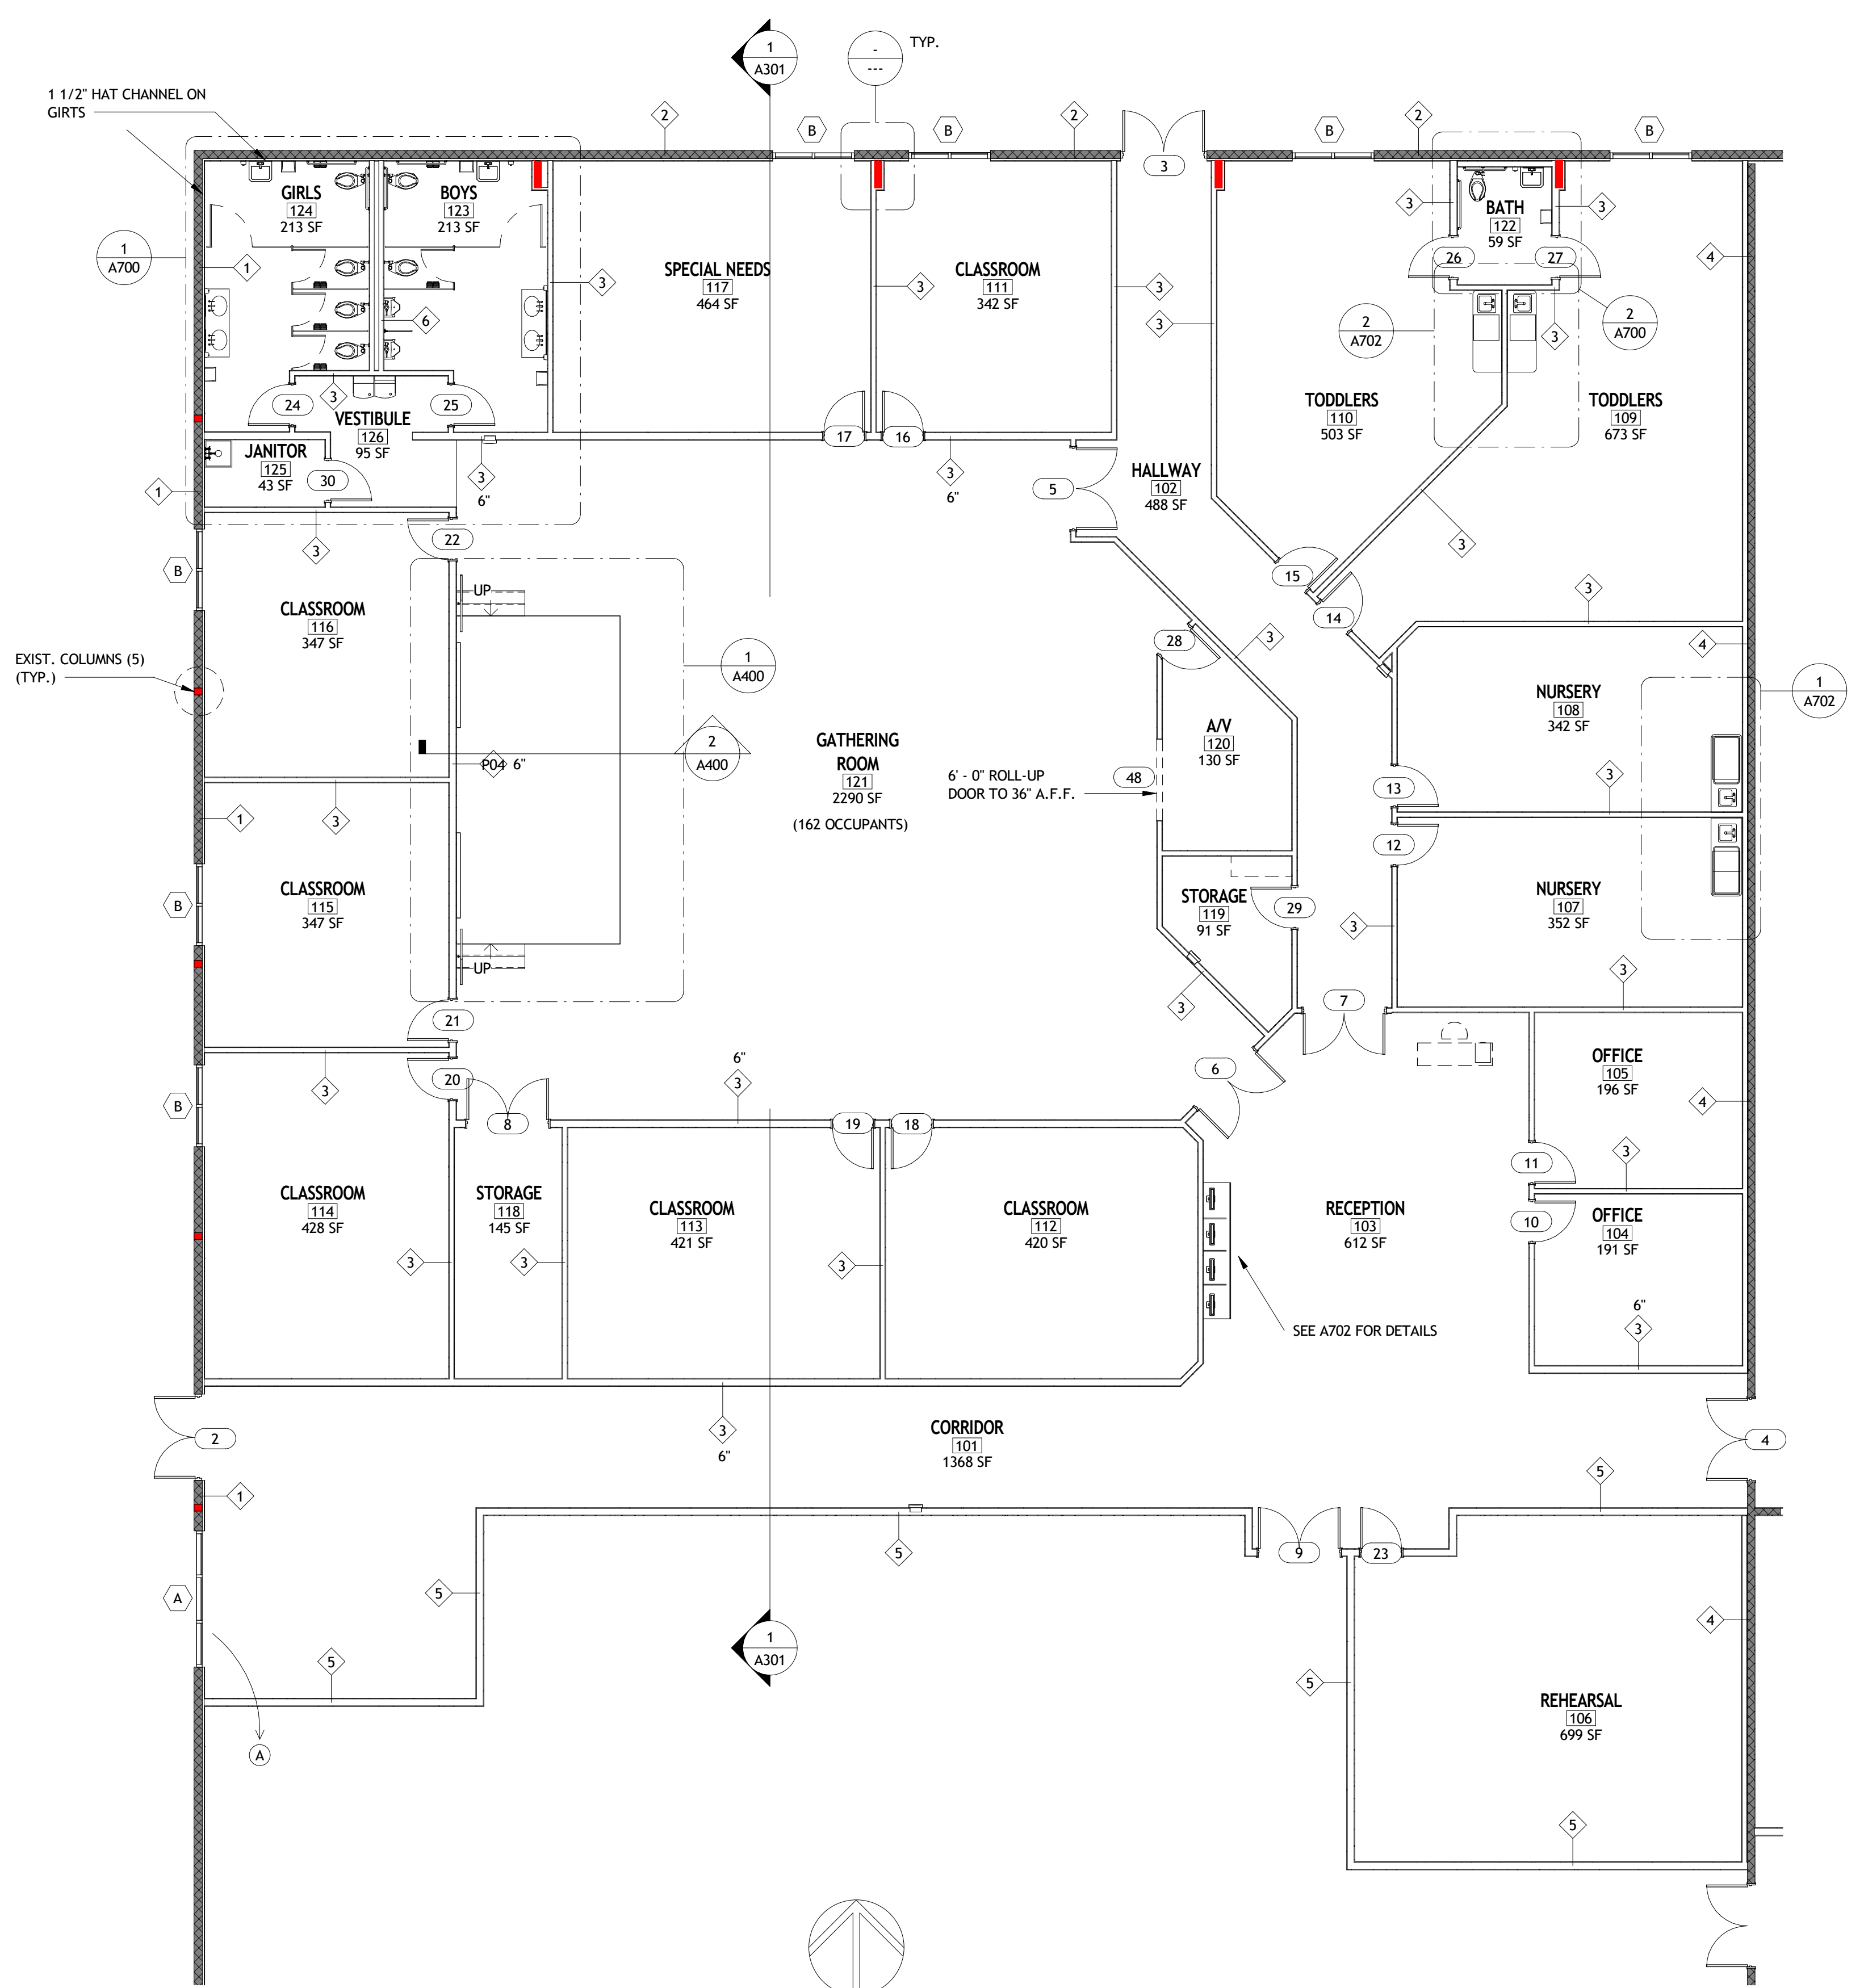 1
A301
-
---
TYP.
1 1/2" HAT CHANNEL ON
GIRTS
2
B
B
2
3
B
2
B
1
A700
GIRLS
124
213 SF
BOYS
123
213 SF
1
6
3
SPECIAL NEEDS
117
464 SF
3
CLASSROOM
111
342 SF
3
3
3
BATH
122
59 SF
3
26
27
4
2
A702
2
A700
3
TODDLERS
110
503 SF
TODDLERS
109
673 SF
24
3
25
VESTIBULE
126
95 SF
17
16
JANITOR
125
43 SF
30
1
3
6"
3
6"
5
HALLWAY
102
488 SF
3
22
3
B
15
14
3
UP
CLASSROOM
116
347 SF
28
3
4
EXIST. COLUMNS (5)
(TYP.)
1
A400
NURSERY
108
342 SF
1
A702
2
A400
P04 6"
GATHERING
ROOM
121
2290 SF
(162 OCCUPANTS)
A/V
120
130 SF
6' - 0" ROLL-UP
DOOR TO 36" A.F.F.
48
13
3
1
3
12
CLASSROOM
115
347 SF
B
STORAGE
119
91 SF
29
3
NURSERY
107
352 SF
UP
3
3
7
21
6"
3
20
3
B
6
OFFICE
105
196 SF
4
8
19
18
3
11
CLASSROOM
114
428 SF
STORAGE
118
145 SF
CLASSROOM
113
421 SF
CLASSROOM
112
420 SF
RECEPTION
103
612 SF
10
OFFICE
104
191 SF
3
3
3
6"
3
SEE A702 FOR DETAILS
3
6"
CORRIDOR
101
1368 SF
2
4
1
5
5
9
23
A
5
4
1
A301
5
5
REHEARSAL
106
699 SF
A
5